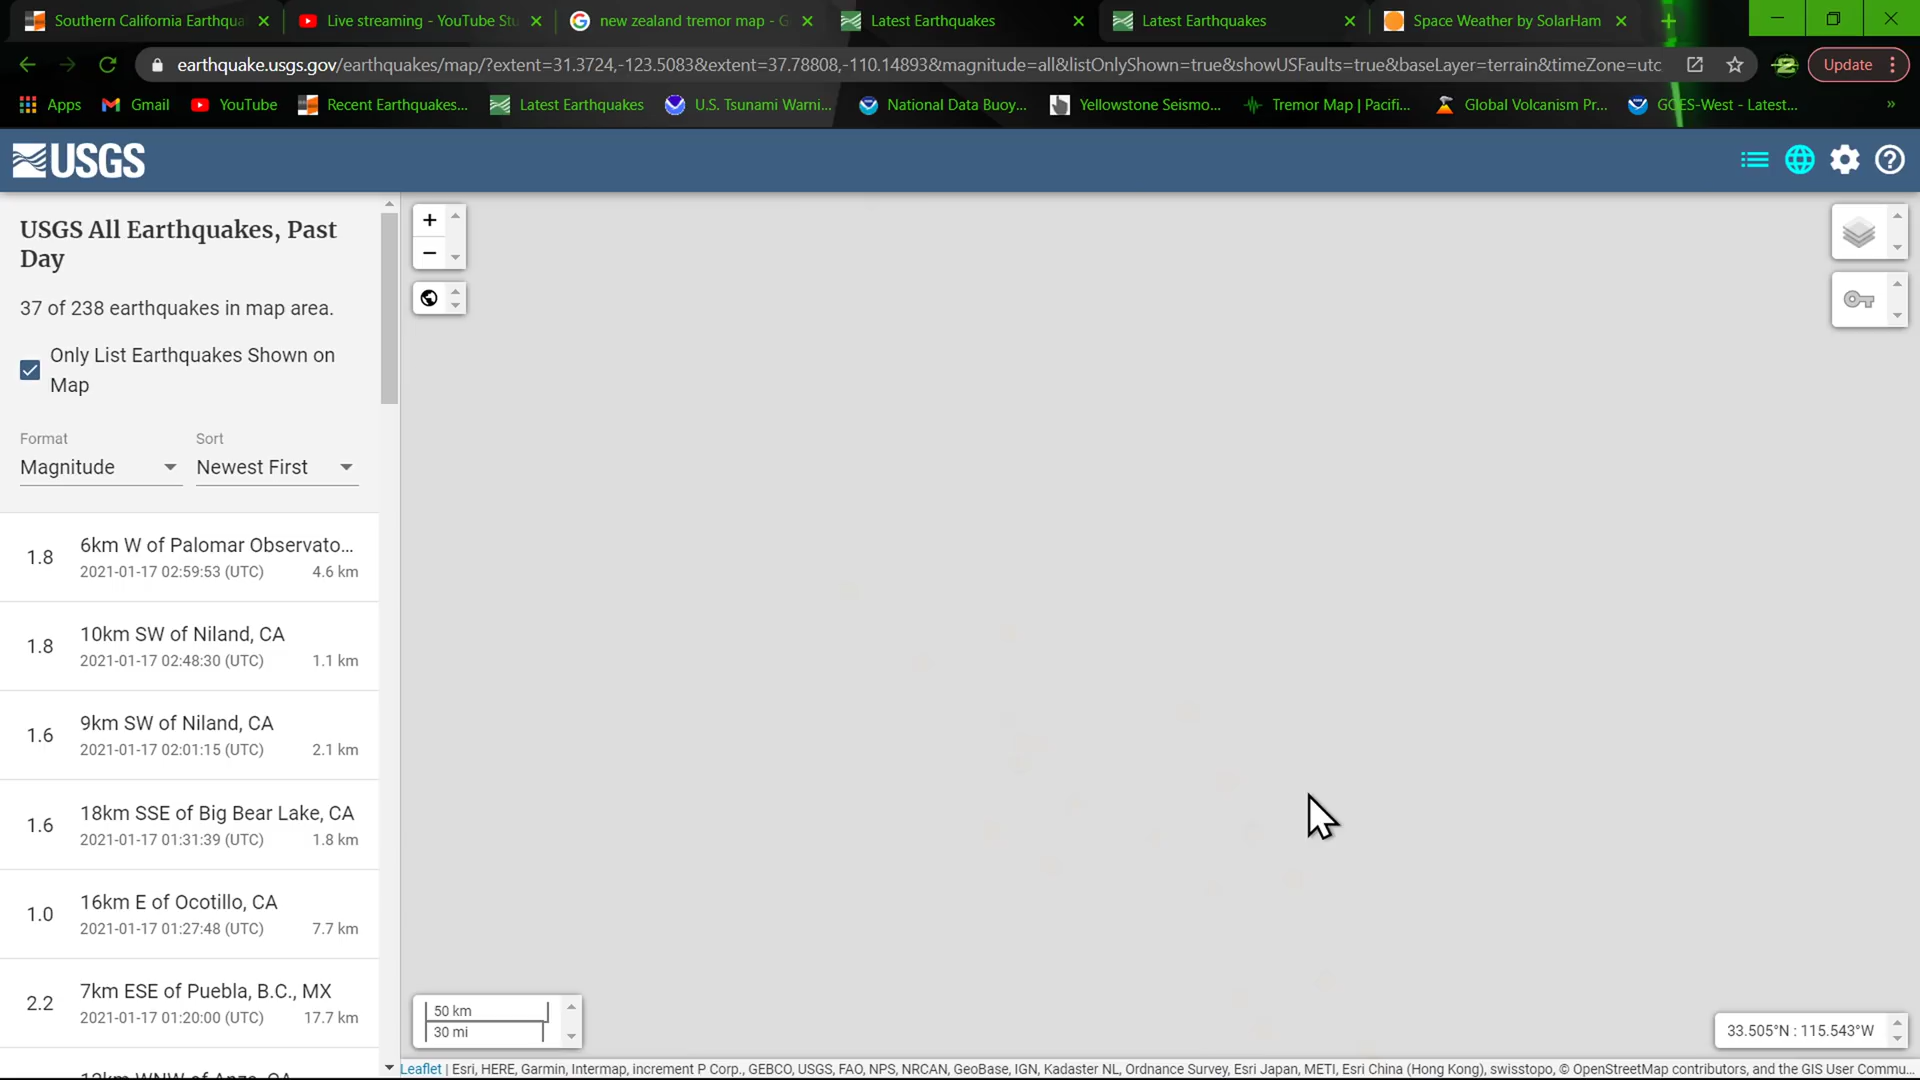 Southern California Earthqua
Live streaming - YouTube Stu
new zealand tremor map - G
Latest Earthquakes
Latest Earthquakes
Space Weather by SolarHam
earthquake.usgs.gov/earthquakes/map/?extent=31.3724,-123.5083&extent=37.78808,-110.14893&magnitude=all&listOnlyShown=true&showUSFaults=true&baseLayer=terrain&timeZone=utc
Update
Apps
Gmail
YouTube
Recent Earthquakes...
Latest Earthquakes
U.S. Tsunami Warni...
National Data Buoy...
Yellowstone Seismo...
Tremor Map | Pacifi...
Global Volcanism Pr...
GOES-West - Latest...
»
USGS
USGS All Earthquakes, Past
Day
37 of 238 earthquakes in map area.
Only List Earthquakes Shown on
Map
Format
Sort
Magnitude
Newest First
1.8
6km W of Palomar Observato...
2021-01-17 02:59:53 (UTC) 4.6 km
1.8
10km SW of Niland, CA
2021-01-17 02:48:30 (UTC) 1.1 km
1.6
9km SW of Niland, CA
2021-01-17 02:01:15 (UTC) 2.1 km
1.6
18km SSE of Big Bear Lake, CA
2021-01-17 01:31:39 (UTC) 1.8 km
1.0
16km E of Ocotillo, CA
2021-01-17 01:27:48 (UTC) 7.7 km
2.2
7km ESE of Puebla, B.C., MX
2021-01-17 01:20:00 (UTC) 17.7 km
+
−
50 km
30 mi
33.505°N : 115.543°W
Leaflet | Esri, HERE, Garmin, Intermap, increment P Corp., GEBCO, USGS, FAO, NPS, NRCAN, GeoBase, IGN, Kadaster NL, Ordnance Survey, Esri Japan, METI, Esri China (Hong Kong), swisstopo, © OpenStreetMap contributors, and the GIS User Commu...